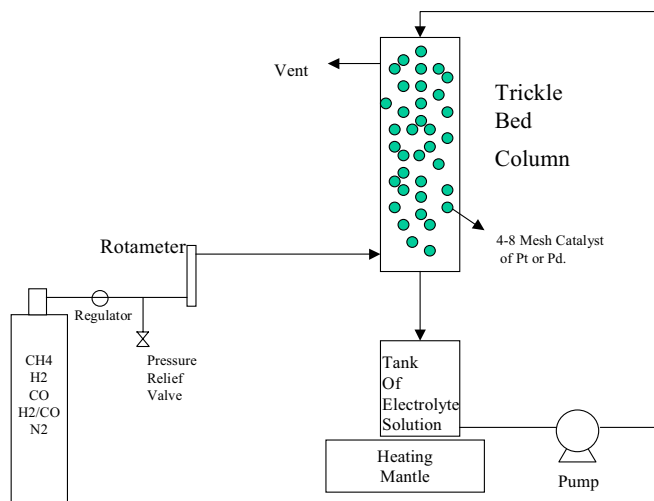 Vent
Trickle
Bed
Column
4-8 Mesh Catalyst
of Pt or Pd.
Rotameter
Regulator
Pressure
Relief
Valve
CH4
H2
CO
H2/CO
N2
Tank
Of
Electrolyte
Solution
Heating
Mantle
Pump